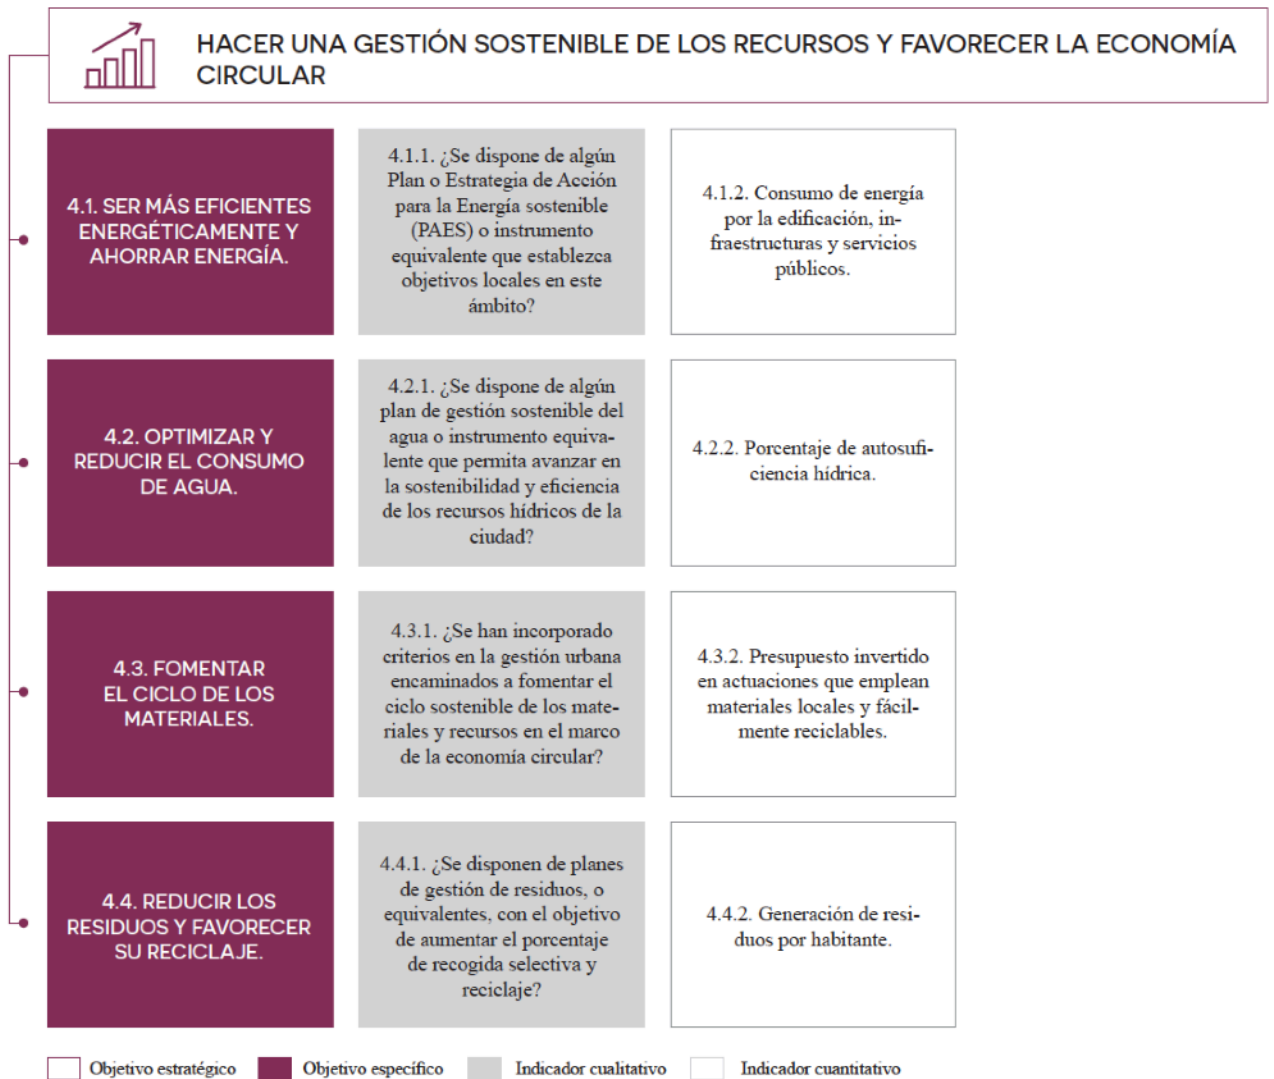 HACER UNA GESTIÓN SOSTENIBLE DE LOS RECURSOS Y FAVORECER LA ECONOMÍA
CIRCULAR
4.1. SER MÁS EFICIENTES
ENERGÉTICAMENTE Y
AHORRAR ENERGÍA.
4.1.1. ¿Se dispone de algún
Plan o Estrategia de Acción
para la Energía sostenible
(PAES) o instrumento
equivalente que establezca
objetivos locales en este
ámbito?
4.1.2. Consumo de energía
por la edificación, in-
fraestructuras y servicios
públicos.
4.2. OPTIMIZAR Y
REDUCIR EL CONSUMO
DE AGUA.
4.2.1. ¿Se dispone de algún
plan de gestión sostenible del
agua o instrumento equiva-
lente que permita avanzar en
la sostenibilidad y eficiencia
de los recursos hídricos de la
ciudad?
4.2.2. Porcentaje de autosufi-
ciencia hídrica.
4.3. FOMENTAR
EL CICLO DE LOS
MATERIALES.
4.3.1. ¿Se han incorporado
criterios en la gestión urbana
encaminados a fomentar el
ciclo sostenible de los mate-
riales y recursos en el marco
de la economía circular?
4.3.2. Presupuesto invertido
en actuaciones que emplean
materiales locales y fácil-
mente reciclables.
4.4. REDUCIR LOS
RESIDUOS Y FAVORECER
SU RECICLAJE.
4.4.1. ¿Se disponen de planes
de gestión de residuos, o
equivalentes, con el objetivo
de aumentar el porcentaje
de recogida selectiva y
reciclaje?
4.4.2. Generación de resi-
duos por habitante.
Objetivo estratégico
Objetivo específico
Indicador cualitativo
Indicador cuantitativo